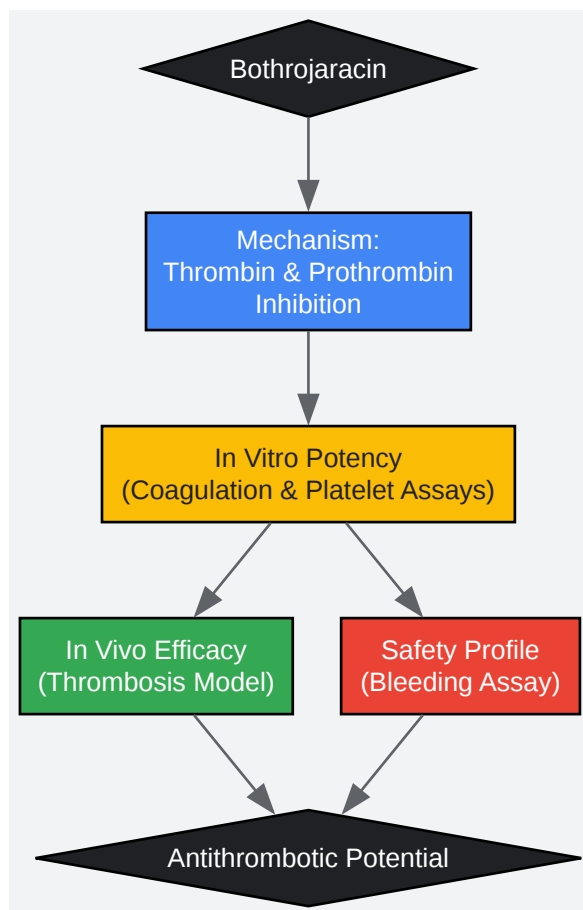 Bothrojaracin
Mechanism:
Thrombin & Prothrombin
Inhibition
In Vitro Potency
(Coagulation & Platelet Assays)
In Vivo Efficacy
(Thrombosis Model)
Safety Profile
(Bleeding Assay)
Antithrombotic Potential